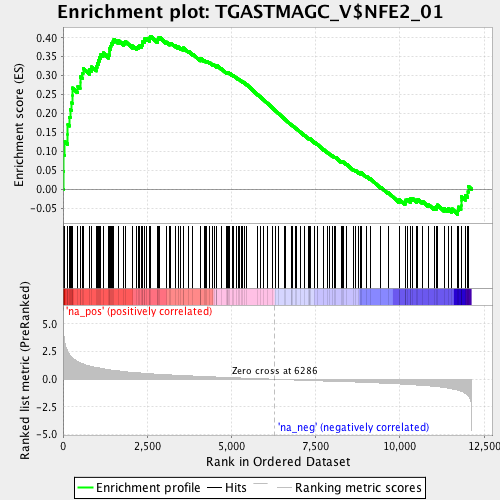 Enrichment plot: TGASTMAGC_V$NFE2_01
Enrichment score (ES)
0.40
0.35
0.30
0.25
0.20
0.15
0.10
0.05
0.00
-0.05
'na_pos' (positively correlated)
Ranked list metric (PreRanked)
5.0
2.5
0.0
-2.5
-5.0
Zero cross at 6286
'na_neg' (negatively correlated)
0
2,500
5,000
7,500
10,000
12,500
Rank in Ordered Dataset
Enrichment profile
Hits
Ranking metric scores